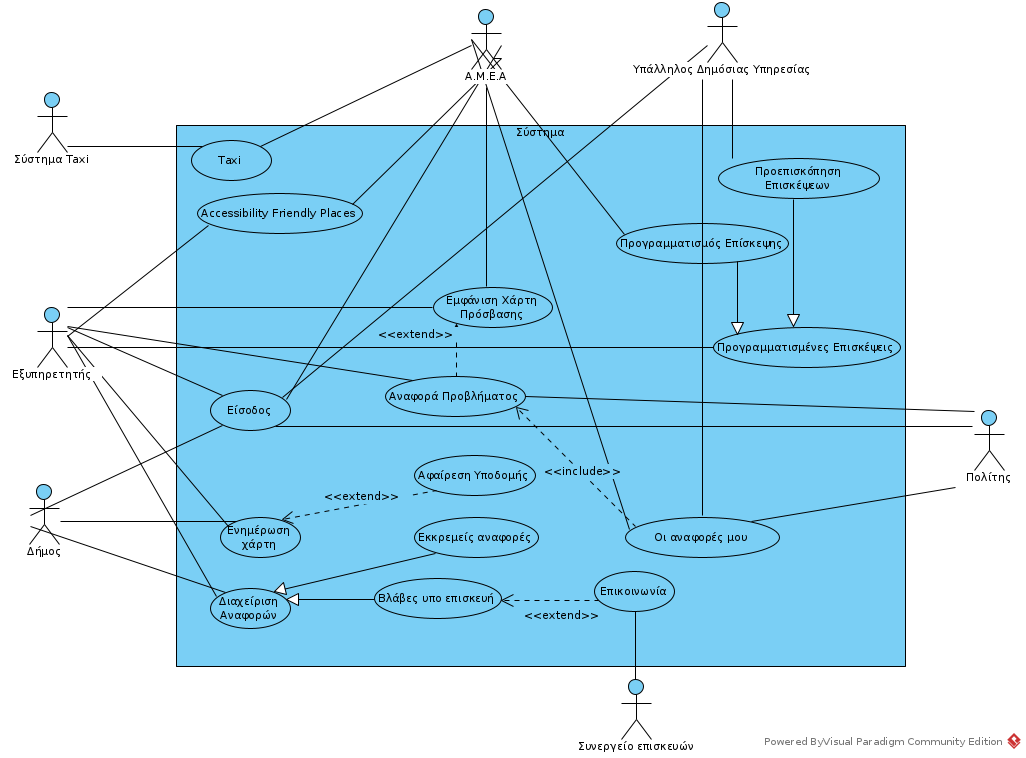 Υπάλληλος Δημόσιας Υπηρεσίας
Α.Μ.Ε.Α
Σύστημα
Σύστημα Taxi
Taxi
Προεπισκόπηση
Επισκέψεων
Accessibility Friendly Places
Προγραμματισμός Επίσκεψης
Εμφάνιση Χάρτη
Πρόσβασης
<<extend>>
Προγραμματισμένες Επισκέψεις
Εξυπηρετητής
Αναφορά Προβλήματος
Είσοδος
<<include>>
Αφαίρεση Υποδομής
Πολίτης
<<extend>>
Ενημέρωση
χάρτη
Εκκρεμείς αναφορές
Οι αναφορές μου
Δήμος
Διαχείριση
Αναφορών
Βλάβες υπο επισκευή
Επικοινωνία
<<extend>>
Συνεργείο επισκευών
Powered ByVisual Paradigm Community Edition